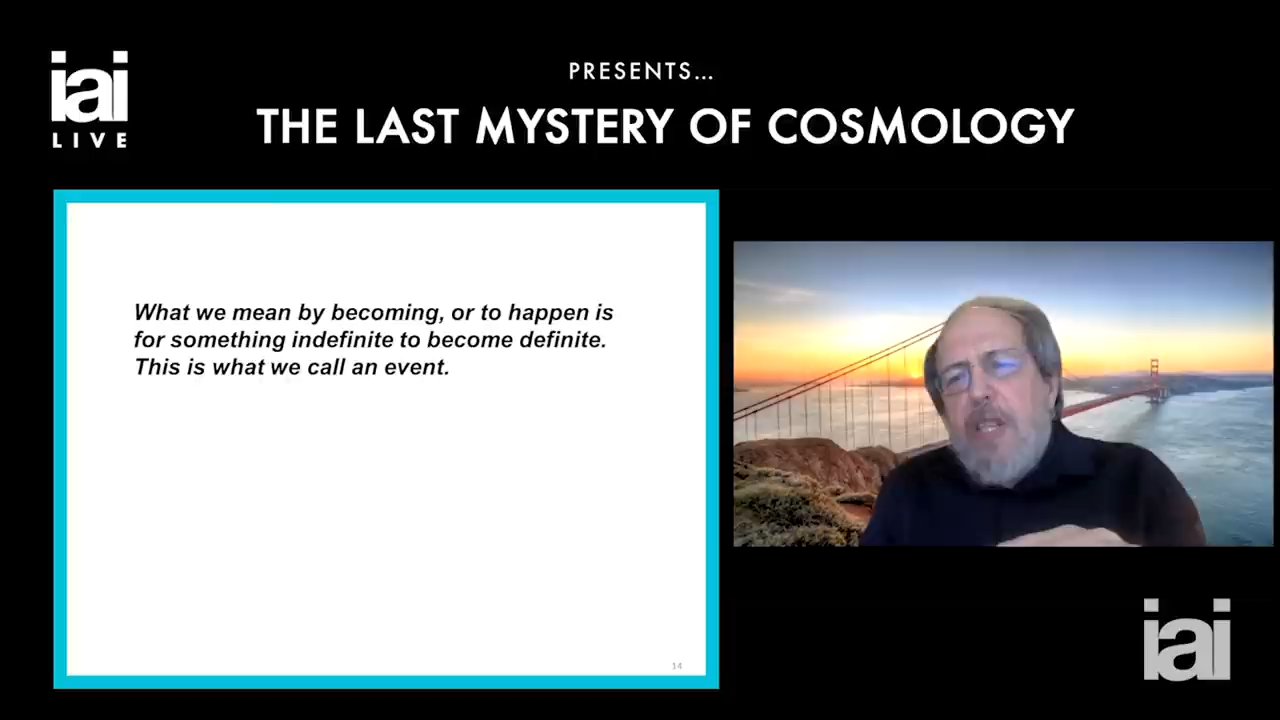 iai
LIVE
PRESENTS...
THE LAST MYSTERY OF COSMOLOGY
What we mean by becoming, or to happen is
for something indefinite to become definite.
This is what we call an event.
14
iai